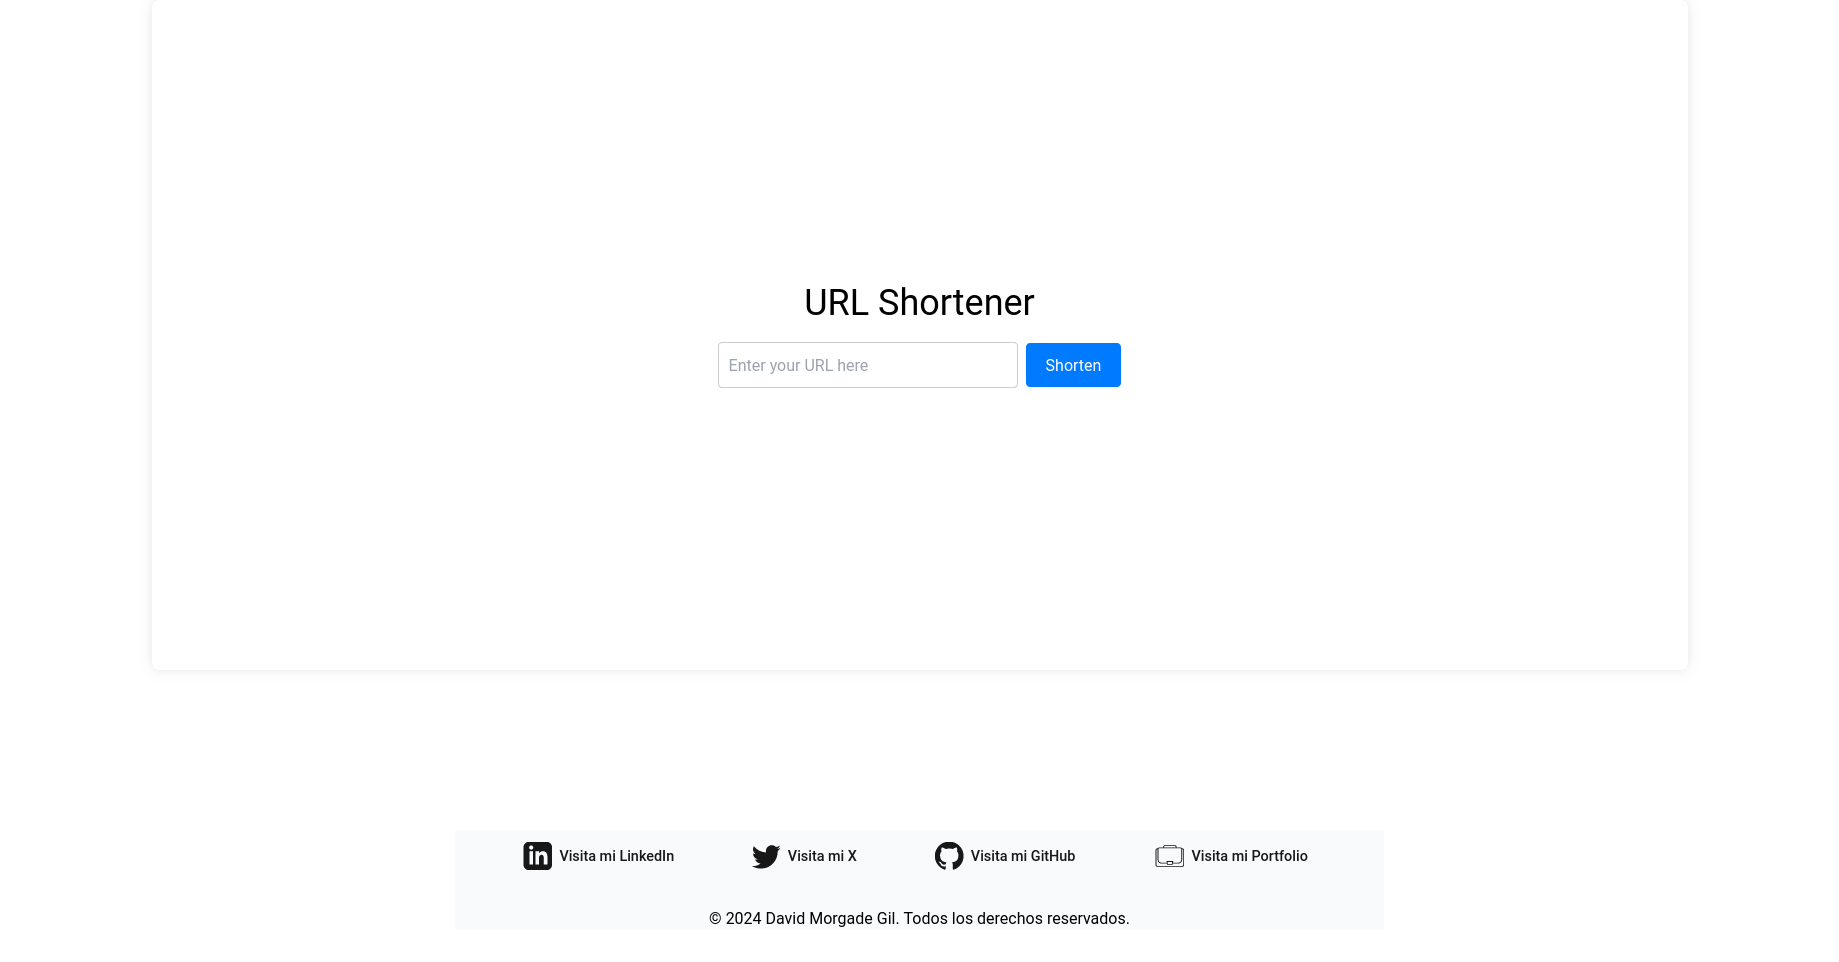 URL Shortener
Enter your URL here
Shorten
Visita mi LinkedIn
Visita mi X
Visita mi GitHub
Visita mi Portfolio
© 2024 David Morgade Gil. Todos los derechos reservados.